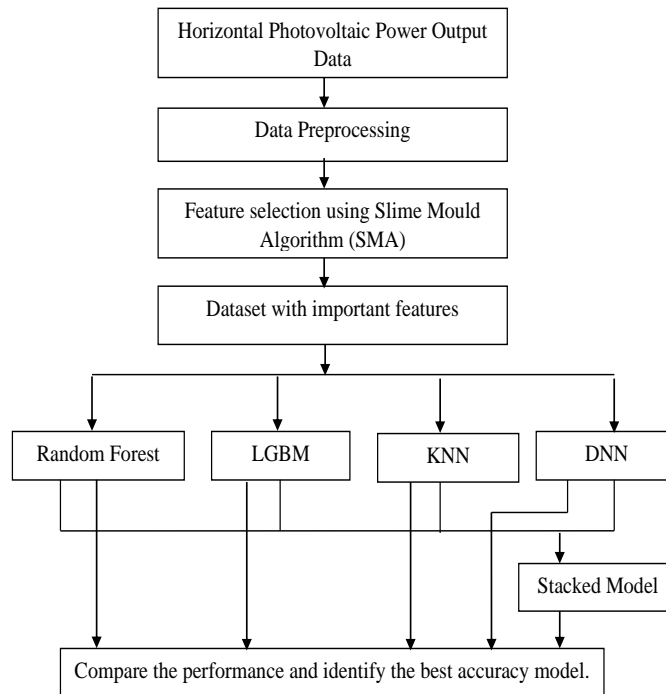 Horizontal Photovoltaic Power Output
Data
Data Preprocessing
Feature selection using Slime Mould
Algorithm (SMA)
Dataset with important features
Random Forest
LGBM
KNN
DNN
Stacked Model
Compare the performance and identify the best accuracy model.